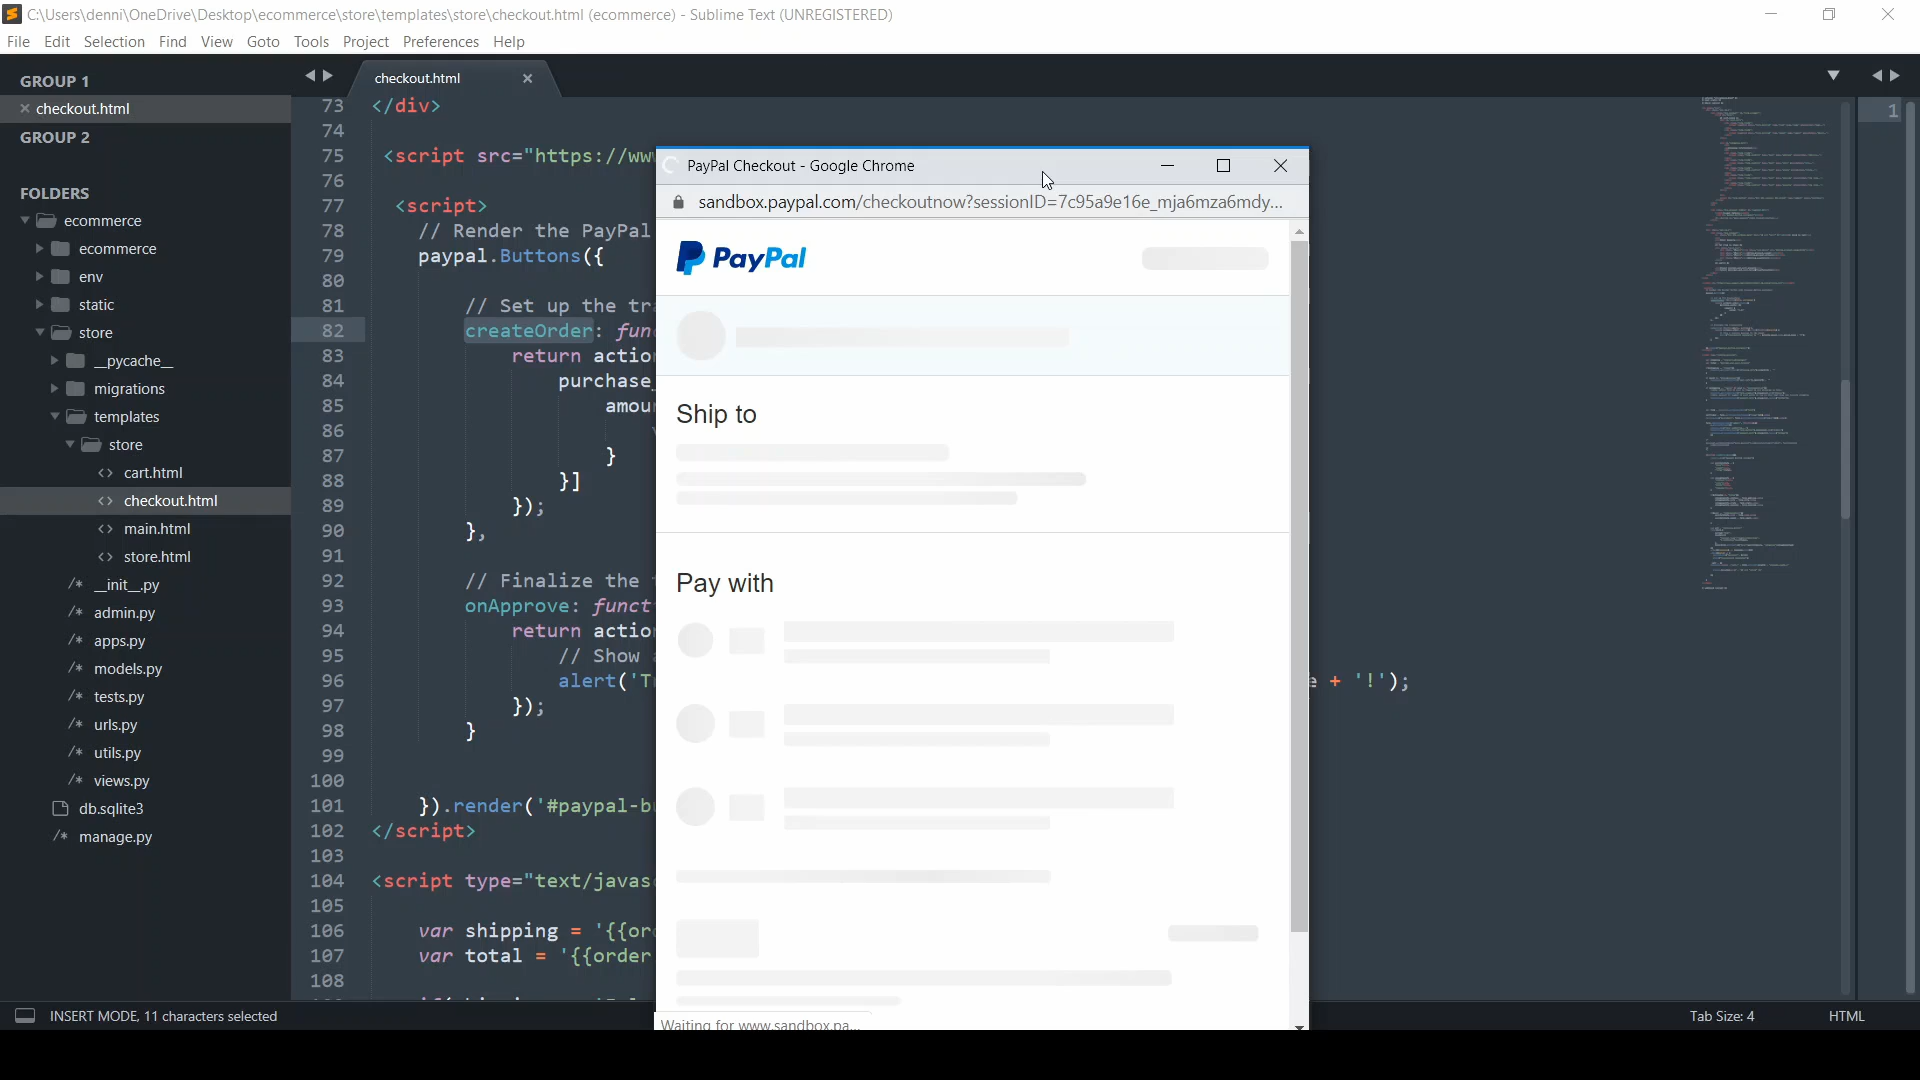 C:\Users\denni\OneDrive\Desktop\ecommerce\store\templates\store\checkout.html (ecommerce) - Sublime Text (UNREGISTERED)
File Edit Selection Find View Goto Tools Project Preferences Help
GROUP 1
checkout.html
GROUP 2
FOLDERS
ecommerce
ecommerce
env
static
store
__pycache__
migrations
templates
store
cart.html
checkout.html
main.html
store.html
__init__.py
admin.py
apps.py
models.py
tests.py
urls.py
utils.py
views.py
db.sqlite3
manage.py
checkout.html
73 </div>
74
75 <script src="https://ww
76
77 <script>
78 // Render the PayPal
79 paypal.Buttons({
80
81 // Set up the tr
82 createOrder: fun
83 return actio
84 purchase_
85 amou
86
87 }
88 }]
89 });
90 },
91
92 // Finalize the
93 onApprove: funct
94 return actio
95 // Show
96 alert('T + '!');
97 });
98 }
99
100
101 }).render('#paypal-b
102 </script>
103
104 <script type="text/javas
105
106 var shipping = '{{or
107 var total = '{{order
108
1
PayPal Checkout - Google Chrome
sandbox.paypal.com/checkoutnow?sessionID=7c95a9e16e_mja6mza6mdy...
PayPal
Ship to
Pay with
Waiting for www.sandbox.pa...
INSERT MODE, 11 characters selected
Tab Size: 4
HTML